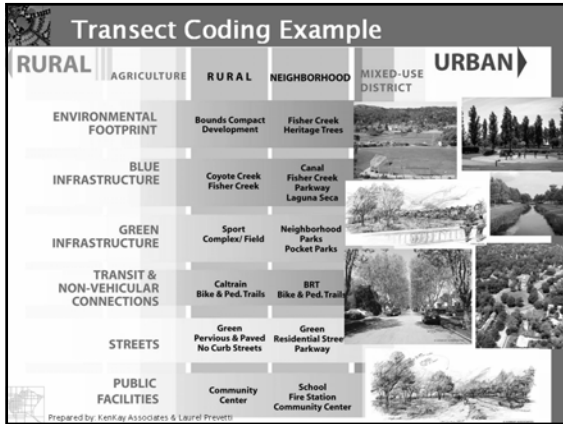 Transect Coding Example
RURAL
URBAN
AGRICULTURE
RURAL
NEIGHBORHOOD
MIXED-USE
DISTRICT
ENVIRONMENTAL
FOOTPRINT
Bounds Compact
Development
Fisher Creek
Heritage Trees
BLUE
INFRASTRUCTURE
Coyote Creek
Fisher Creek
Canal
Fisher Creek
Parkway
Laguna Seca
GREEN
INFRASTRUCTURE
Sport
Complex/ Field
Neighborhood
Parks
Pocket Parks
TRANSIT &
NON-VEHICULAR
CONNECTIONS
Caltrain
Bike & Ped. Trails
BRT
Bike & Ped. Trails
STREETS
Green
Pervious & Paved
No Curb Streets
Green
Residential Stree
Parkway
PUBLIC
FACILITIES
Community
Center
School
Fire Station
Community Center
Prepared by: KenKay Associates & Laurel Prevetti